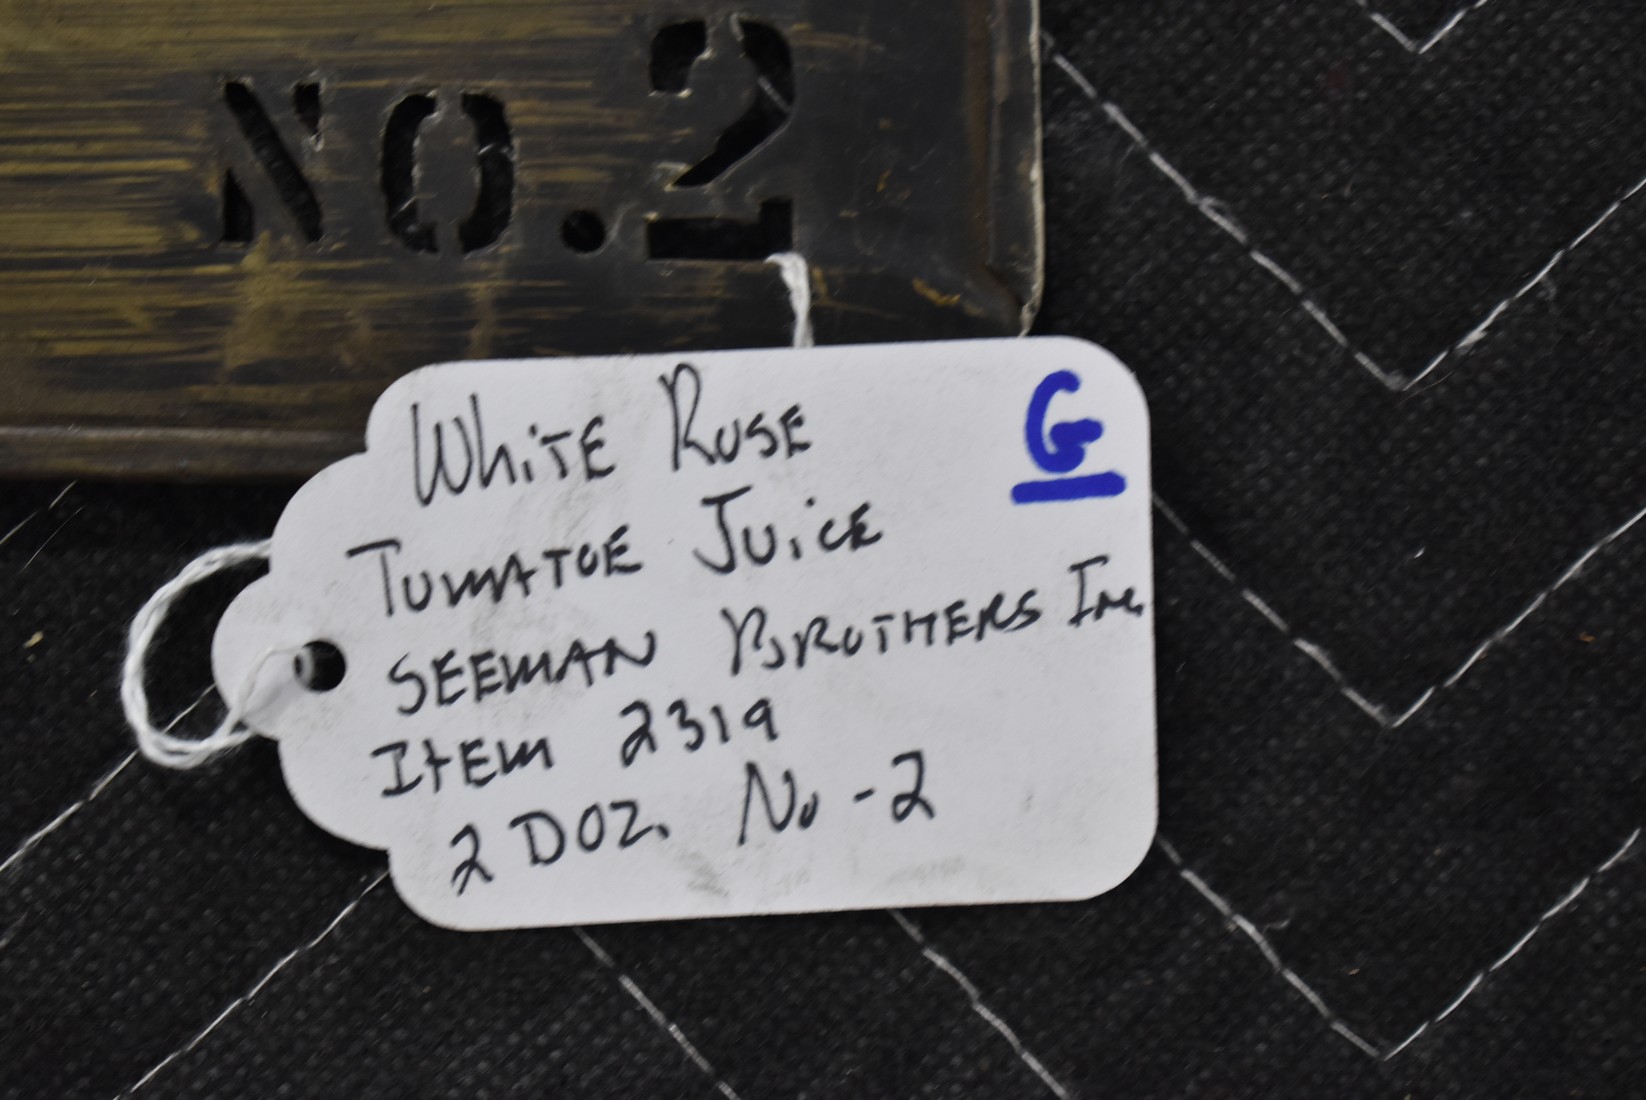 NO.2
WhiTE ROSE
G
TOMATOE JUiCE
SEEMAN BROTHERS Inc
ItEM 2319
2 DOZ. No -2